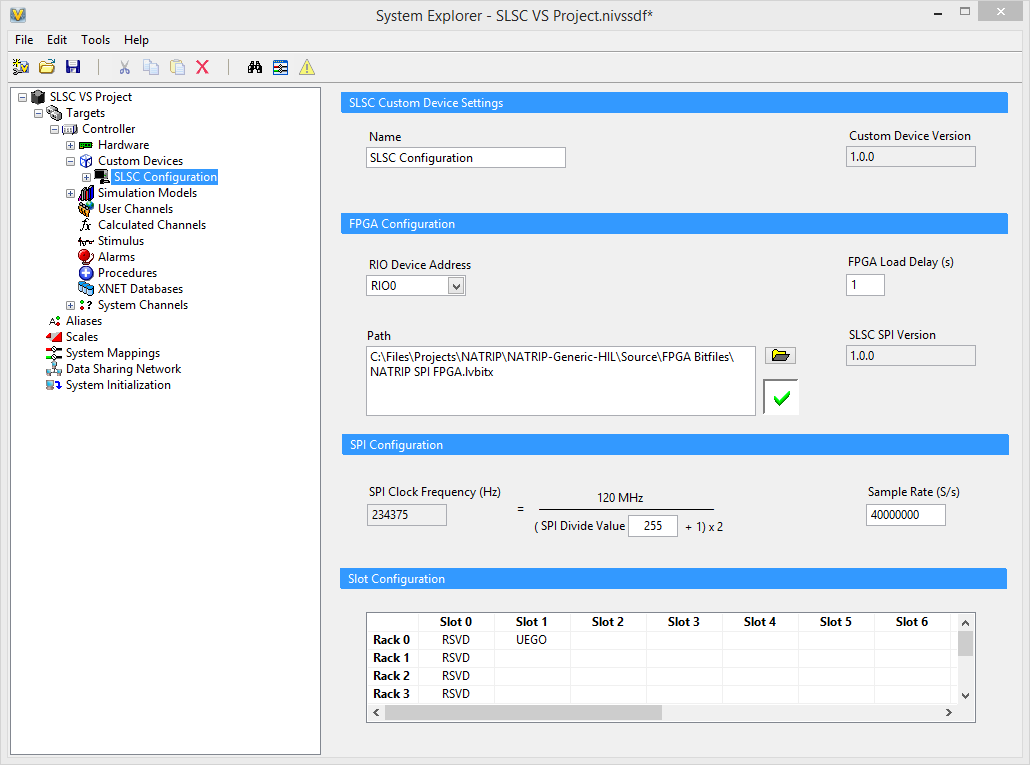 System Explorer - SLSC VS Project.nivssdf*
File Edit Tools Help
SLSC VS Project
Targets
Controller
Hardware
Custom Devices
SLSC Configuration
Simulation Models
User Channels
fx Calculated Channels
Stimulus
Alarms
Procedures
XNET Databases
System Channels
Aliases
Scales
System Mappings
Data Sharing Network
System Initialization
SLSC Custom Device Settings
Name
Custom Device Version
SLSC Configuration
1.0.0
FPGA Configuration
RIO Device Address
FPGA Load Delay (s)
RIO0
1
Path
SLSC SPI Version
C:\Files\Projects\NATRIP\NATRIP-Generic-HIL\Source\FPGA Bitfiles\
NATRIP SPI FPGA.lvbitx
1.0.0
SPI Configuration
SPI Clock Frequency (Hz)
120 MHz
Sample Rate (S/s)
234375
=
( SPI Divide Value 255 + 1) x 2
40000000
Slot Configuration
Slot 0 Slot 1 Slot 2 Slot 3 Slot 4 Slot 5 Slot 6
Rack 0 RSVD UEGO
Rack 1 RSVD
Rack 2 RSVD
Rack 3 RSVD